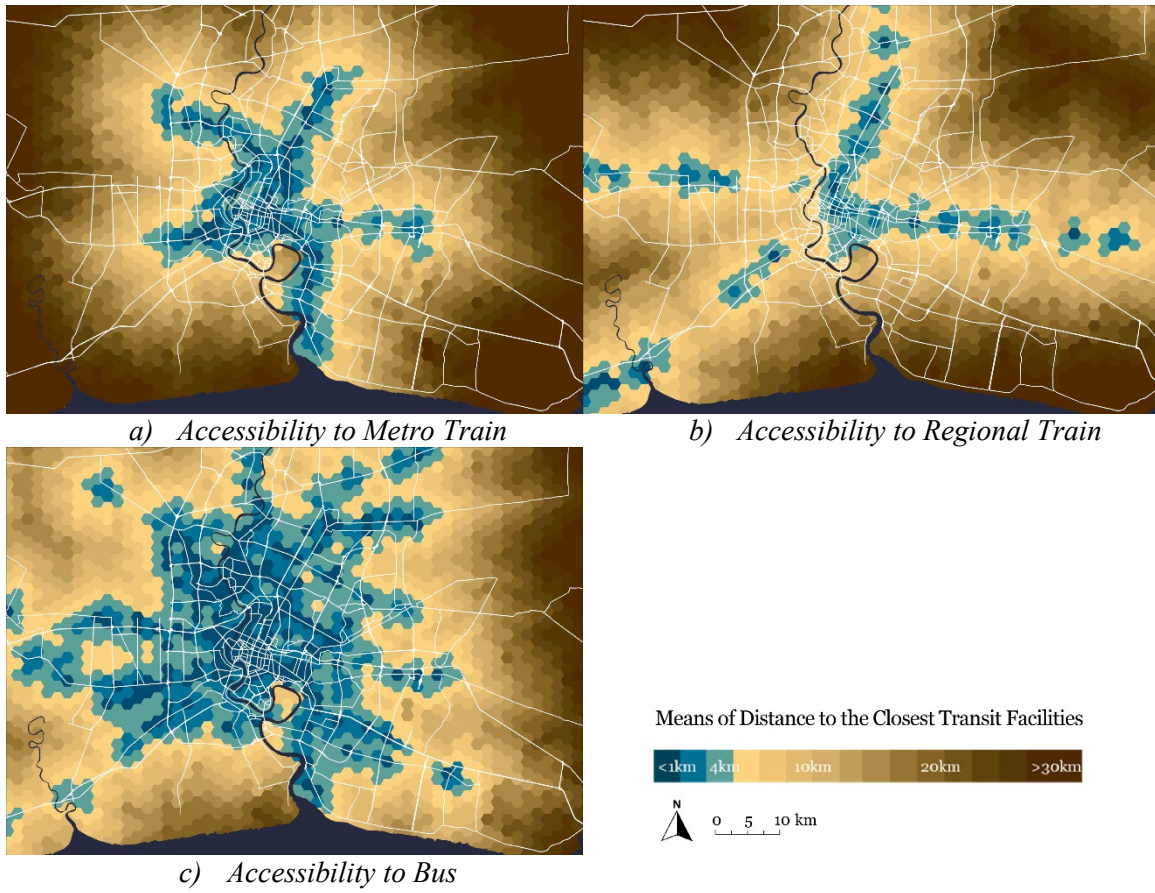 a) Accessibility to Metro Train
b) Accessibility to Regional Train
c) Accessibility to Bus
Means of Distance to the Closest Transit Facilities
<1km 4km 10km 20km >30km
N
0 5 10 km